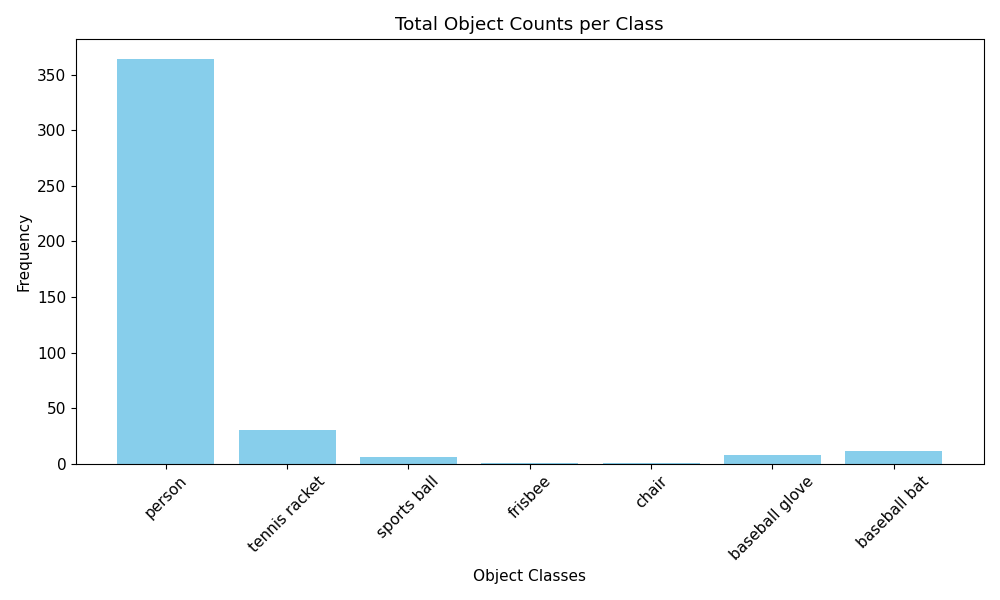 Total Object Counts per Class
Frequency
350
300
250
200
150
100
50
0
person
tennis racket
sports ball
frisbee
chair
baseball glove
baseball bat
Object Classes